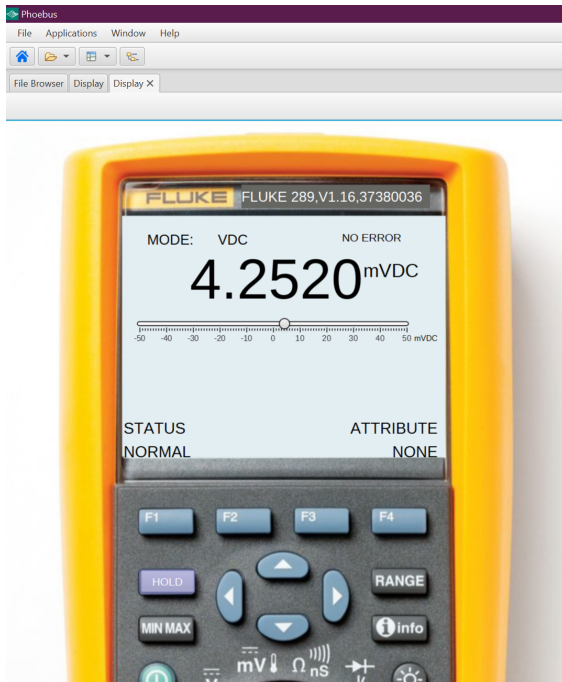 Phoebus
File Applications Window Help
File Browser Display Display X
FLUKE FLUKE 289,V1.16,37380036
MODE: VDC NO ERROR
4.2520 mVDC
-50 -40 -30 -20 -10 0 10 20 30 40 50 mVDC
STATUS ATTRIBUTE
NORMAL NONE
F1 F2 F3 F4
HOLD RANGE
MIN MAX info
mV Ω nS